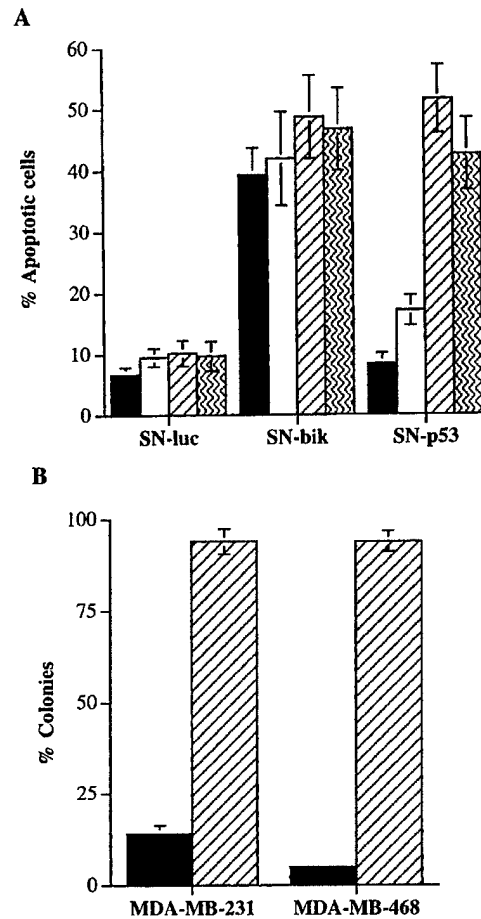 A
60
50
40
30
20
10
0
% Apoptotic cells
SN-luc SN-bik SN-p53
B
100
75
50
25
0
% Colonies
MDA-MB-231 MDA-MB-468